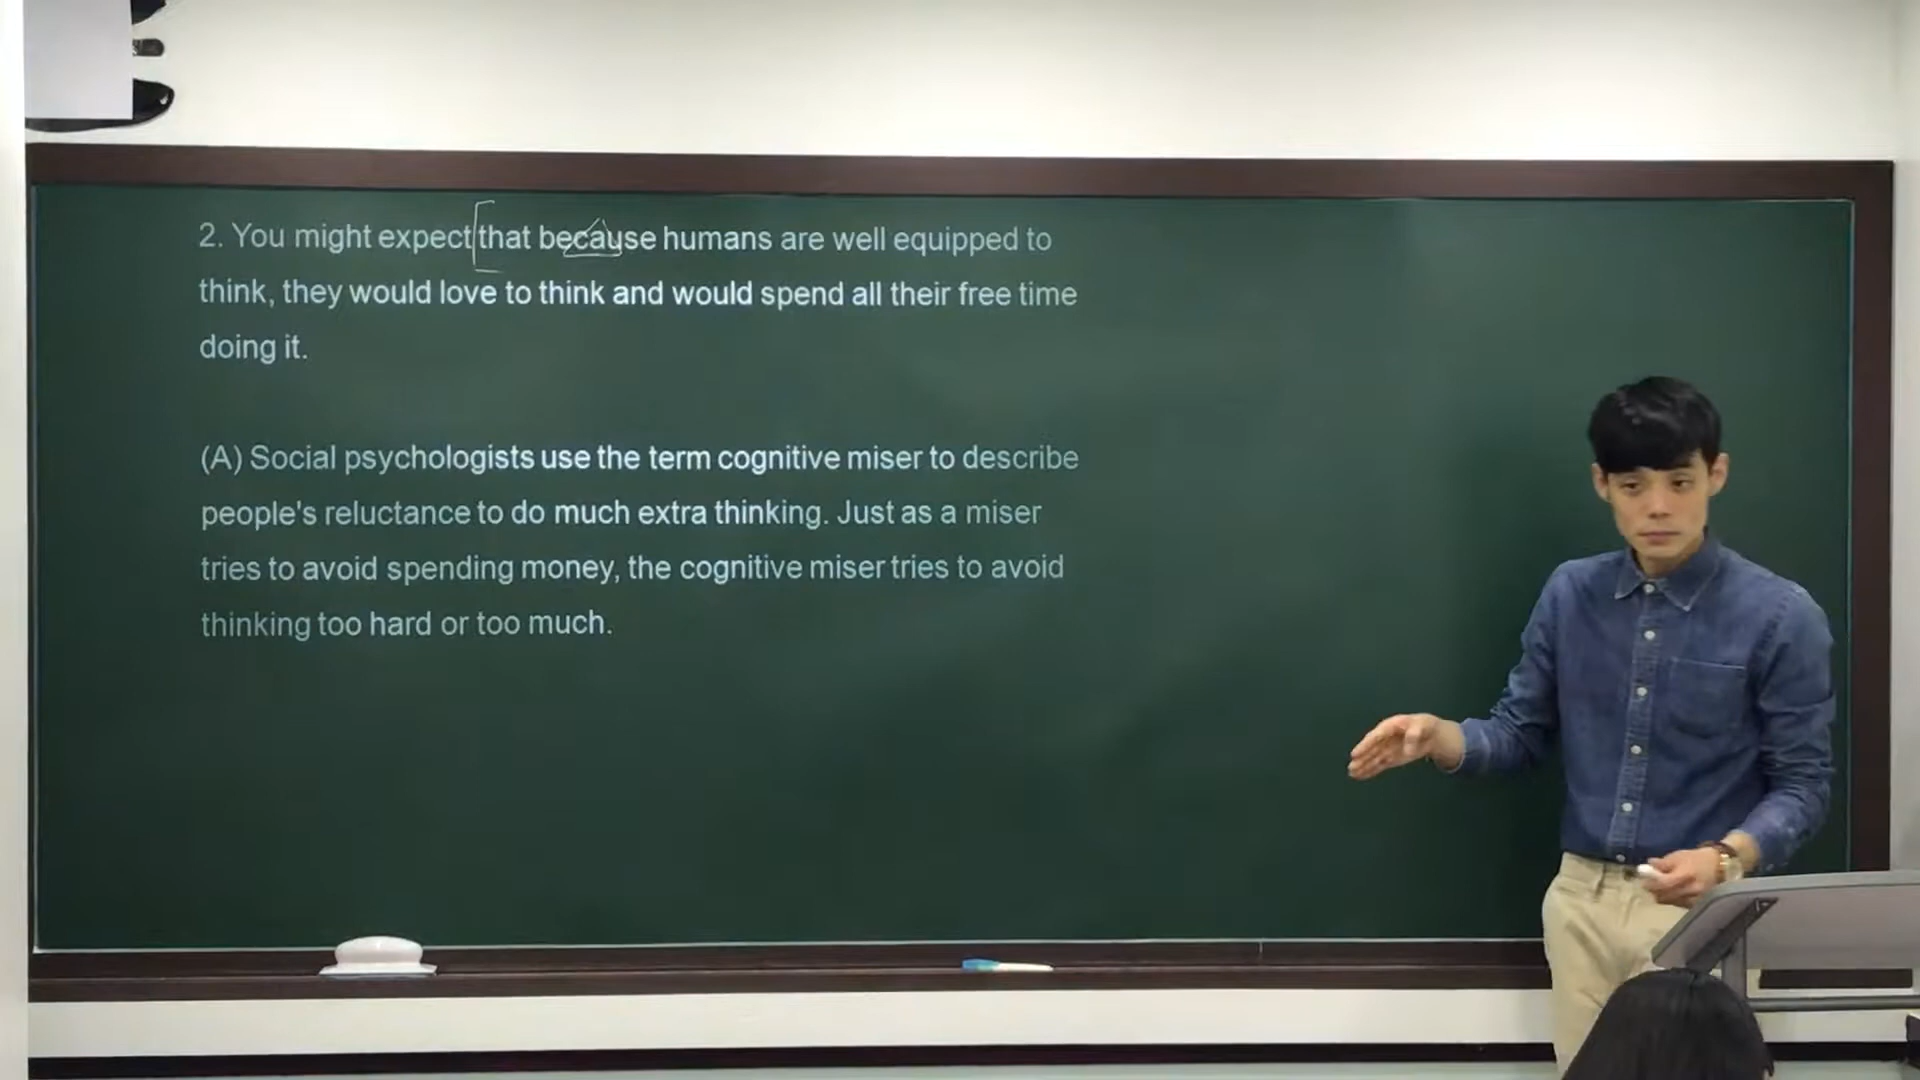 2. You might expect that because humans are well equipped to
think, they would love to think and would spend all their free time
doing it.
(A) Social psychologists use the term cognitive miser to describe
people's reluctance to do much extra thinking. Just as a miser
tries to avoid spending money, the cognitive miser tries to avoid
thinking too hard or too much.